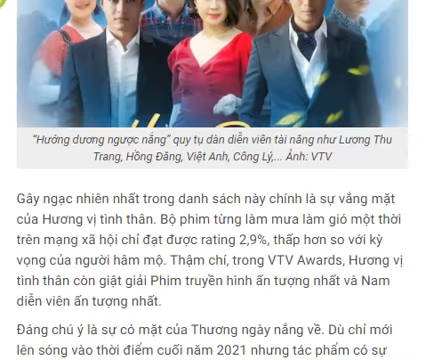 “Hướng dương ngược nắng” quy tụ dàn diễn viên tài năng như Lương Thu
Trang, Hồng Đăng, Việt Anh, Công Lý,... Ảnh: VTV
Gây ngạc nhiên nhất trong danh sách này chính là sự vắng mặt
của Hương vị tình thân. Bộ phim từng làm mưa làm gió một thời
trên mạng xã hội chỉ đạt được rating 2,9%, thấp hơn so với kỳ
vọng của người hâm mộ. Thậm chí, trong VTV Awards, Hương vị
tình thân còn giật giải Phim truyền hình ấn tượng nhất và Nam
diễn viên ấn tượng nhất.
Đáng chú ý là sự có mặt của Thương ngày nắng về. Dù chỉ mới
lên sóng vào thời điểm cuối năm 2021 nhưng tác phẩm có sự